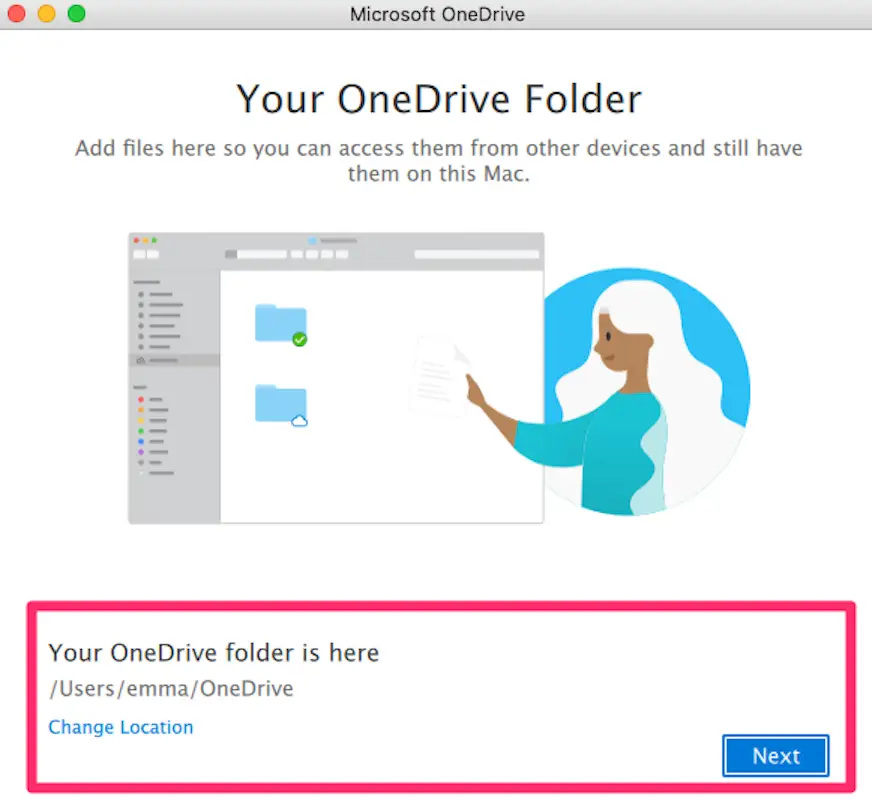 Microsoft OneDrive
Your OneDrive Folder
Add files here so you can access them from other devices and still have
them on this Mac.
Your OneDrive folder is here
/Users/emma/OneDrive
Change Location
Next